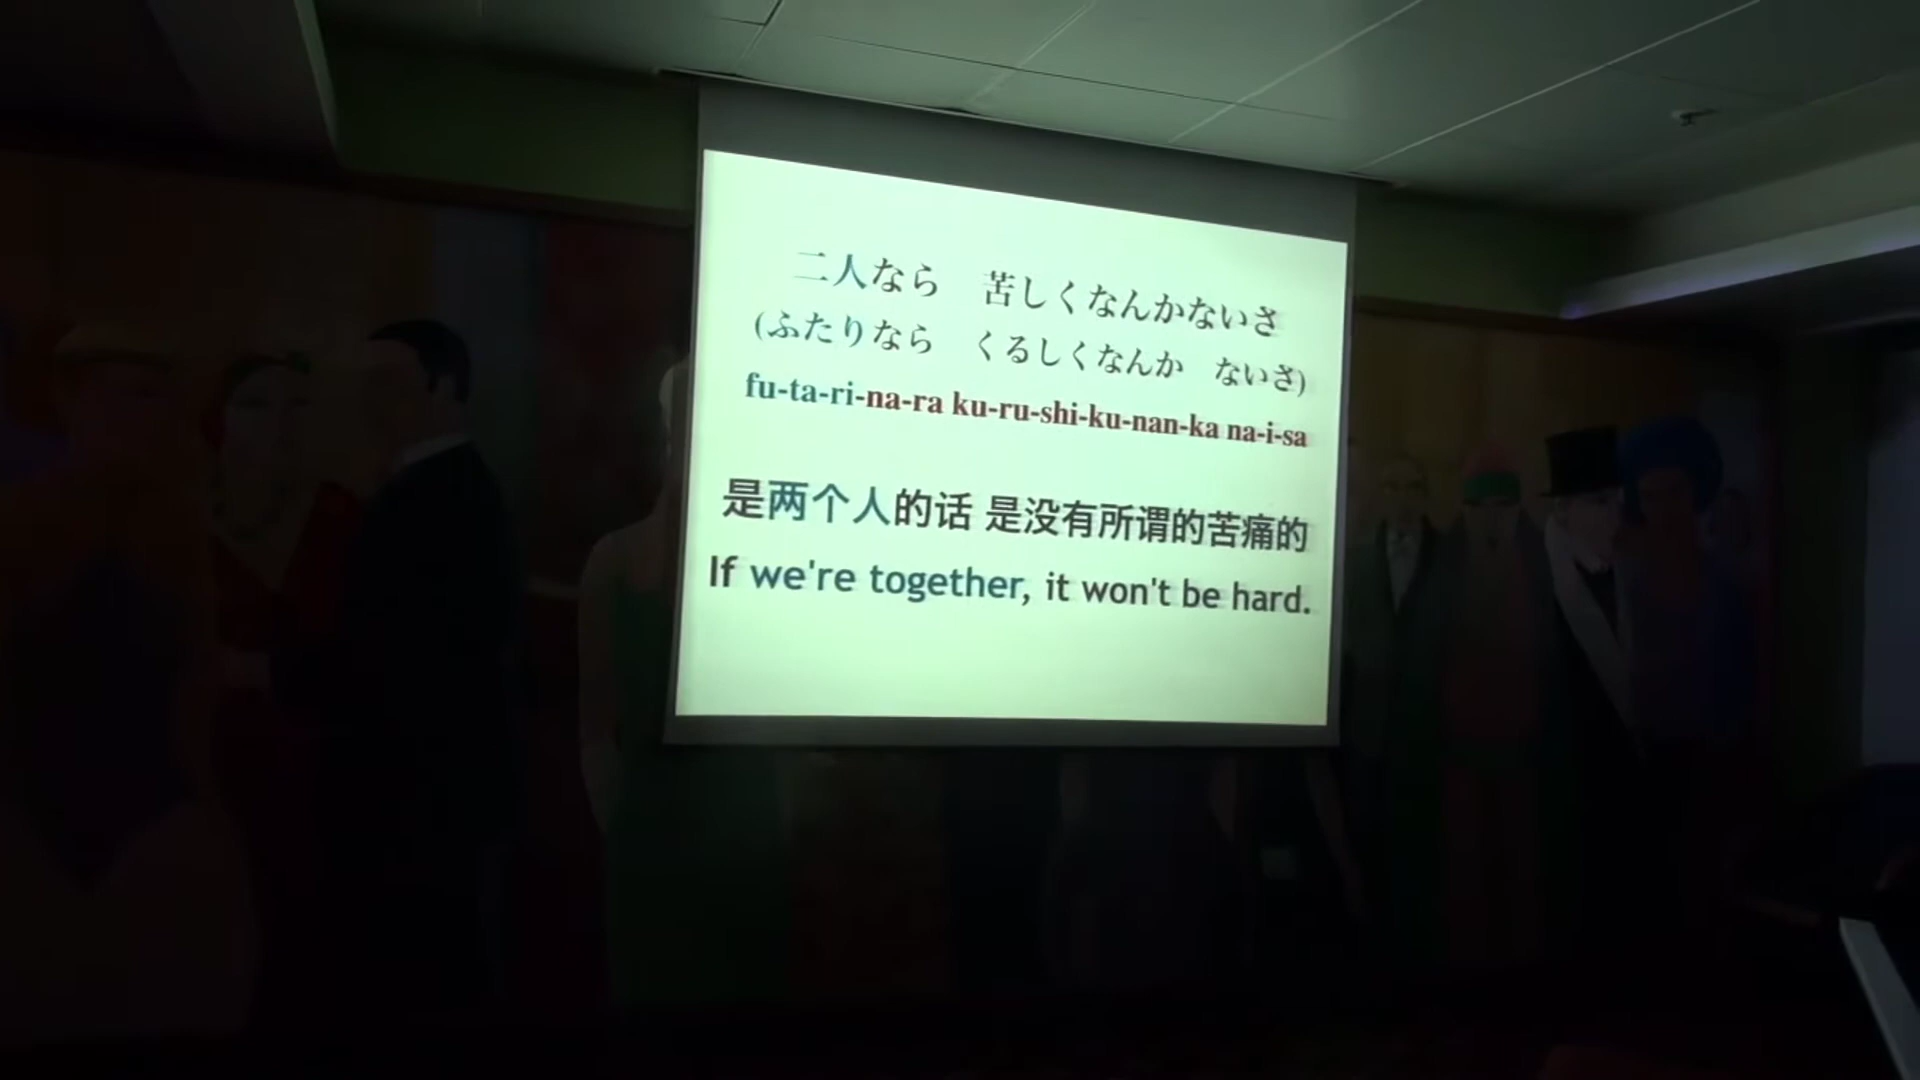 二人なら　苦しくなんかないさ
(ふたりなら　くるしくなんか　ないさ)
fu-ta-ri-na-ra ku-ru-shi-ku-nan-ka na-i-sa
是两个人的话 是没有所谓的苦痛的
If we're together, it won't be hard.